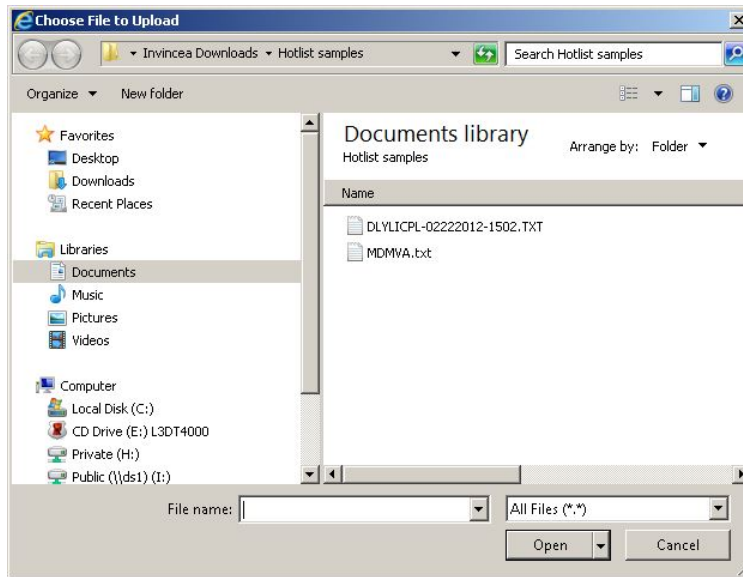 Choose File to Upload
Invincea Downloads Hotlist samples
Search Hotlist samples
Organize New folder
Favorites
Desktop
Downloads
Recent Places
Libraries
Documents
Music
Pictures
Videos
Computer
Local Disk (C:)
CD Drive (E:) L3DT4000
Private (H:)
Public (\\ds1) (I:)
Documents library
Hotlist samples
Arrange by: Folder
Name
DLYLICPL-02222012-1502.TXT
MDMVA.txt
File name:
All Files (*.*)
Open Cancel